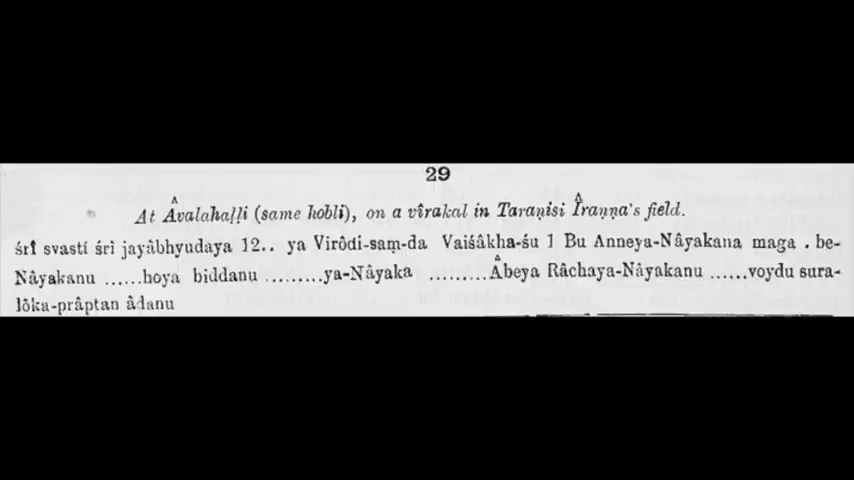 29
At Âvalahaḷḷi (same hobli), on a vîrakal in Taraṇisi Îraṇṇa's field.
śrî svasti śri jayâbhyudaya 12.. ya Virôdi-saṃ-da Vaiśâkha-śu 1 Bu Anneya-Nâyakana maga . be-
Nâyakanu ......hoya biddanu .........ya-Nâyaka .........Âbeya Râchaya-Nâyakanu ......voydu sura-
lôka-prâptan âdanu